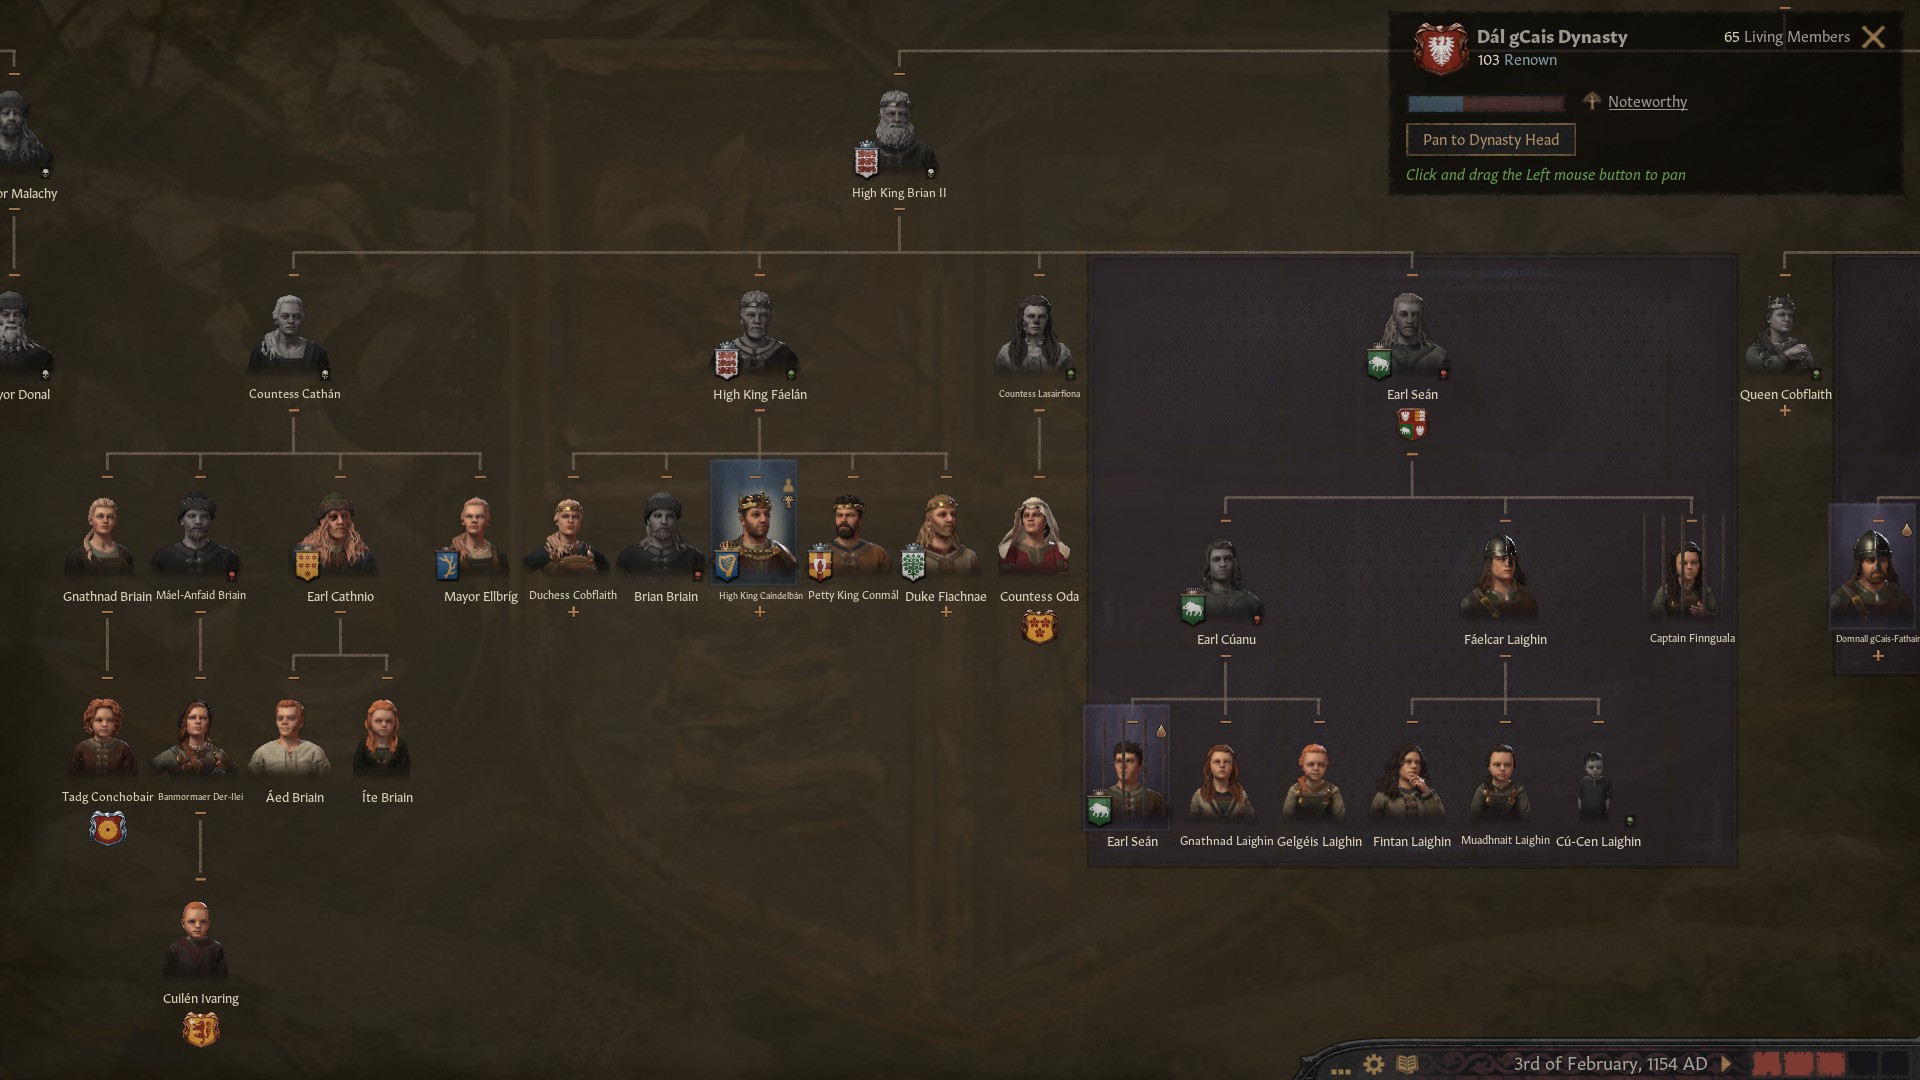 Dál gCais Dynasty
65 Living Members
103 Renown
Noteworthy
Pan to Dynasty Head
Click and drag the Left mouse button to pan
or Malachy
High King Brian II
yor Donal
Countess Cathán
High King Fáelán
Countess Lasairfíona
Earl Seán
Queen Cobflaith
Gnathnad Briain
Máel-Anfaid Briain
Earl Cathnio
Mayor Ellbríg
Duchess Cobflaith
Brian Briain
High King Caindelbán
Petty King Conmál
Duke Fiachnae
Countess Oda
Earl Cúanu
Fáelcar Laighin
Captain Finnguala
Domnall gCais-Fathair
Tadg Conchobair
Banmormaer Der-Ilei
Áed Briain
Íte Briain
Earl Seán
Gnathnad Laighin
Gelgéis Laighin
Fintan Laighin
Muadhnait Laighin
Cú-Cen Laighin
Cuilén Ivaring
3rd of February, 1154 AD